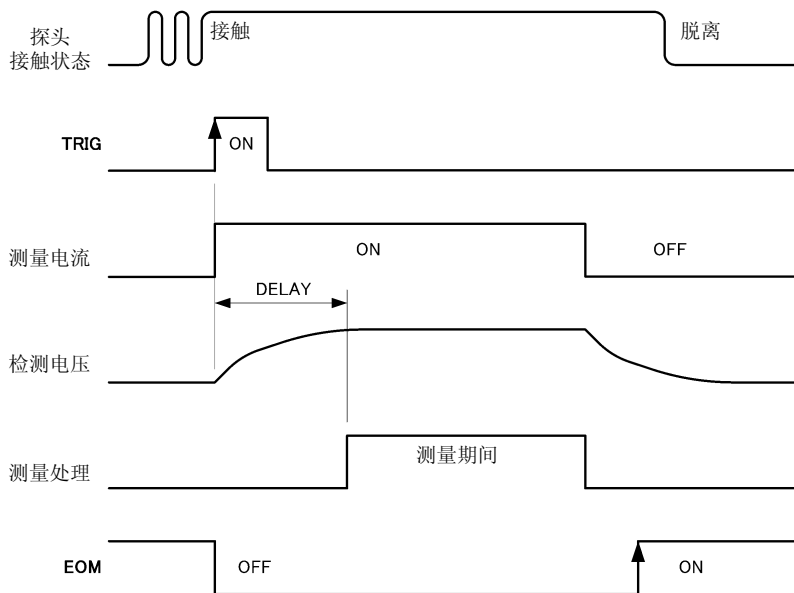 探头
接触状态
接触
脱离
TRIG
ON
测量电流
ON
OFF
DELAY
检测电压
测量处理
测量期间
EOM
OFF
ON